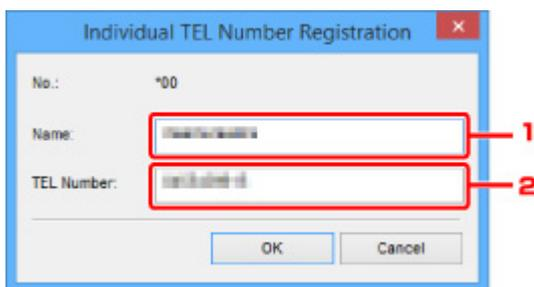 Individual TEL Number Registration
No.: *00
Name: 1
TEL Number: 2
OK Cancel